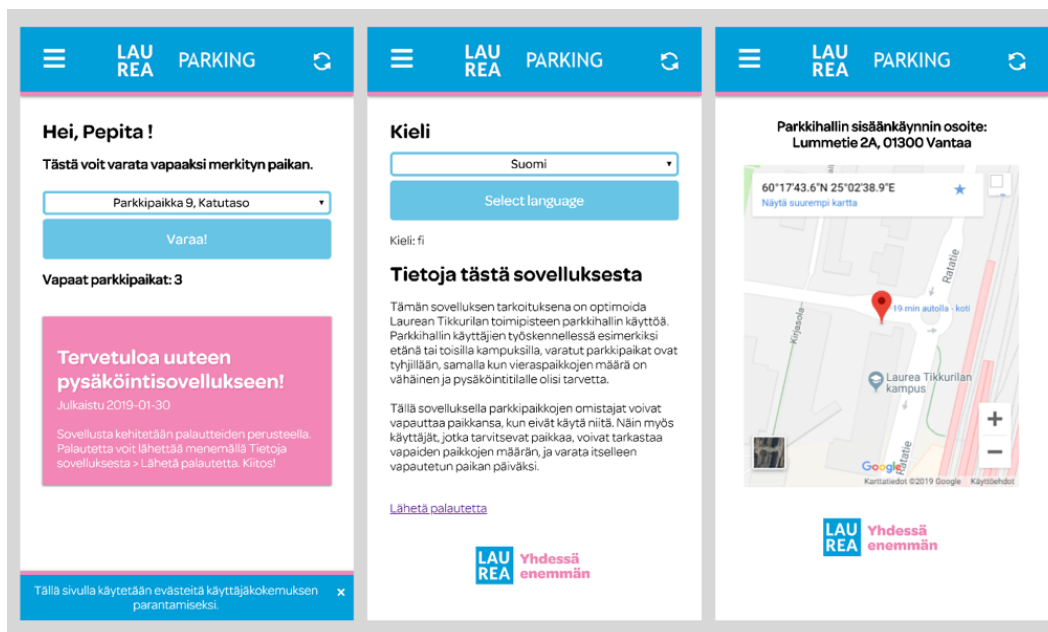 LAU
REA
PARKING
Hei, Pepita !
Tästä voit varata vapaaksi merkityn paikan.
Parkkipaikka 9, Katutaso
Varaa!
Vapaat parkkipaikat: 3
Tervetuloa uuteen
pysäköintisovellukseen!
Julkaistu 2019-01-30
Sovellusta kehitetään palautteiden perusteella.
Palautetta voit lähettää menemällä Tietoja
sovelluksesta > Lähetä palautetta. Kiitos!
Tällä sivulla käytetään evästeitä käyttäjäkokemuksen
parantamiseksi.
×
LAU
REA
PARKING
Kieli
Suomi
Select language
Kieli: fi
Tietoja tästä sovelluksesta
Tämän sovelluksen tarkoituksena on optimoida
Laurean Tikkurilan toimipisteen parkkihallin käyttöä.
Parkkihallin käyttäjien työskennellessä esimerkiksi
etänä tai toisilla kampuksilla, varatut parkkipaikat ovat
tyhjillään, samalla kun vieraspaikkojen määrä on
vähäinen ja pysäköintitilalle olisi tarvetta.
Tällä sovelluksella parkkipaikkojen omistajat voivat
vapauttaa paikkansa, kun eivät käytä niitä. Näin myös
käyttäjät, jotka tarvitsevat paikkaa, voivat tarkastaa
vapaiden paikkojen määrän, ja varata itselleen
vapautetun paikan päiväksi.
Lähetä palautetta
LAU
REA
Yhdessä
enemmän
LAU
REA
PARKING
Parkkihallin sisäänkäynnin osoite:
Lummetie 2A, 01300 Vantaa
60°17'43.6"N 25°02'38.9"E
Näytä suurempi kartta
Ratatie
19 min autolla - koti
Kirjasola
Laurea Tikkurilan
kampus
+
−
Ratatie
Google
Karttatiedot ©2019 Google
Käyttöehdot
LAU
REA
Yhdessä
enemmän